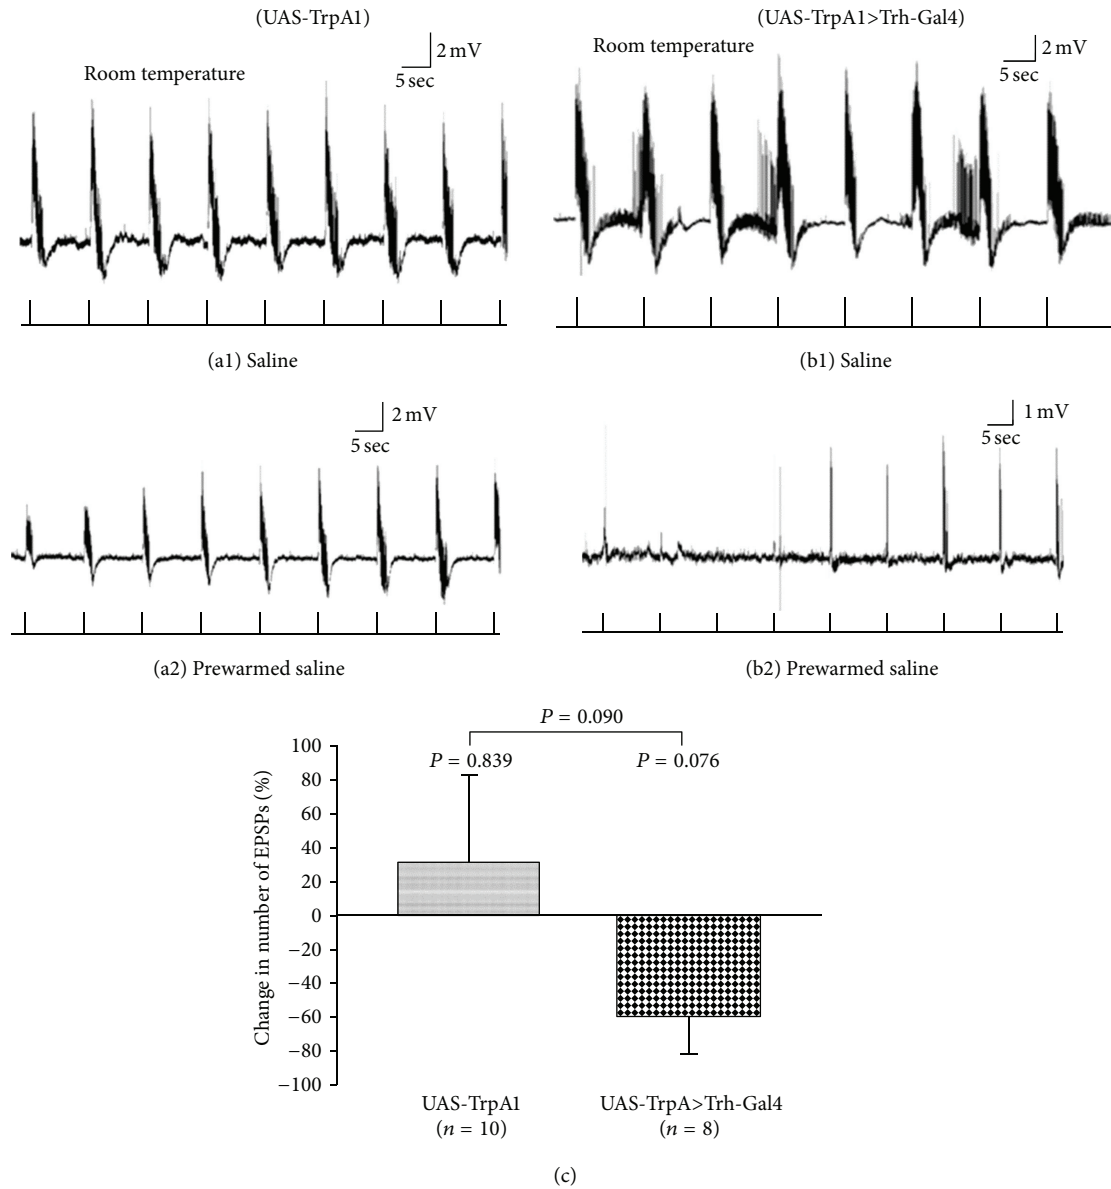 (UAS-TrpA1)
Room temperature
2 mV
5 sec
(a1) Saline
(UAS-TrpA1>Trh-Gal4)
Room temperature
2 mV
5 sec
(b1) Saline
2 mV
5 sec
(a2) Prewarmed saline
1 mV
5 sec
(b2) Prewarmed saline
P = 0.090
P = 0.839
P = 0.076
Change in number of EPSPs (%)
100
80
60
40
20
0
−20
−40
−60
−80
−100
UAS-TrpA1
(n = 10)
UAS-TrpA>Trh-Gal4
(n = 8)
(c)